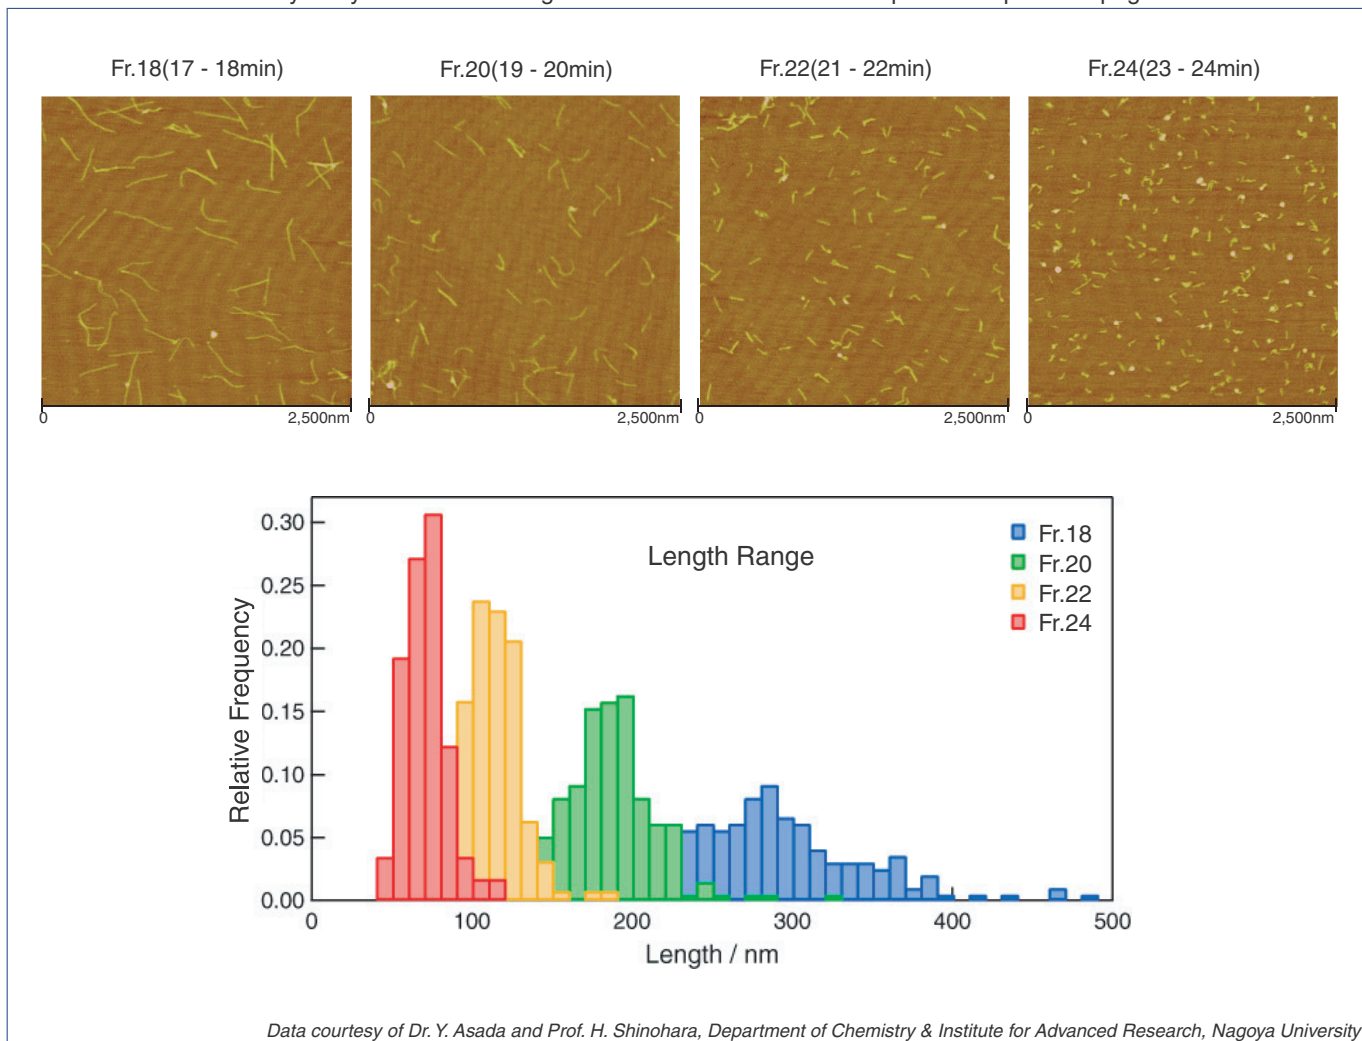 Fr.18(17 - 18min)
Fr.20(19 - 20min)
Fr.22(21 - 22min)
Fr.24(23 - 24min)
0 2,500nm
0 2,500nm
0 2,500nm
0 2,500nm
Length Range
Fr.18
Fr.20
Fr.22
Fr.24
Relative Frequency
0.30
0.25
0.20
0.15
0.10
0.05
0.00
0 100 200 300 400 500
Length / nm
Data courtesy of Dr. Y. Asada and Prof. H. Shinohara, Department of Chemistry & Institute for Advanced Research, Nagoya University